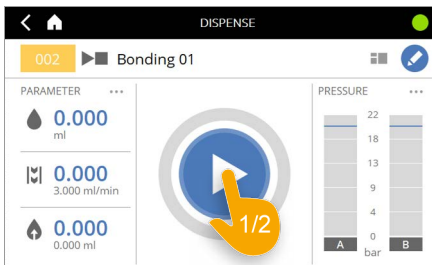 DISPENSE
002 Bonding 01
PARAMETER ...
0.000
ml
0.000
3.000 ml/min
0.000
0.000 ml
1/2
PRESSURE ...
22
18
13
9
4
0
A bar B